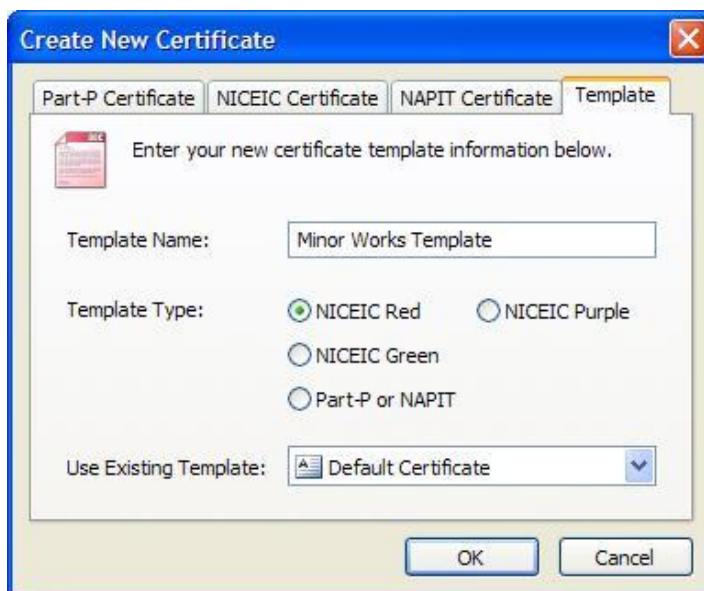 Create New Certificate
Part-P Certificate NICEIC Certificate NAPIT Certificate Template
Enter your new certificate template information below.
Template Name: Minor Works Template
Template Type: NICEIC Red NICEIC Purple
NICEIC Green
Part-P or NAPIT
Use Existing Template: Default Certificate
OK Cancel